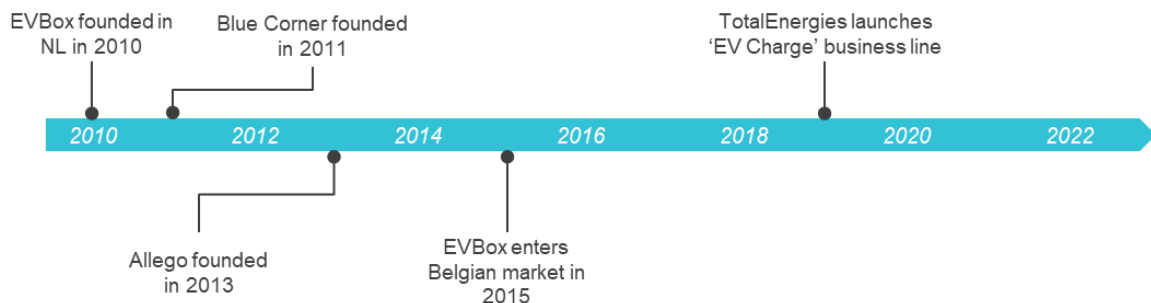 EVBox founded in
NL in 2010
Blue Corner founded
in 2011
TotalEnergies launches
‘EV Charge’ business line
2010 2012 2014 2016 2018 2020 2022
Allego founded
in 2013
EVBox enters
Belgian market in
2015